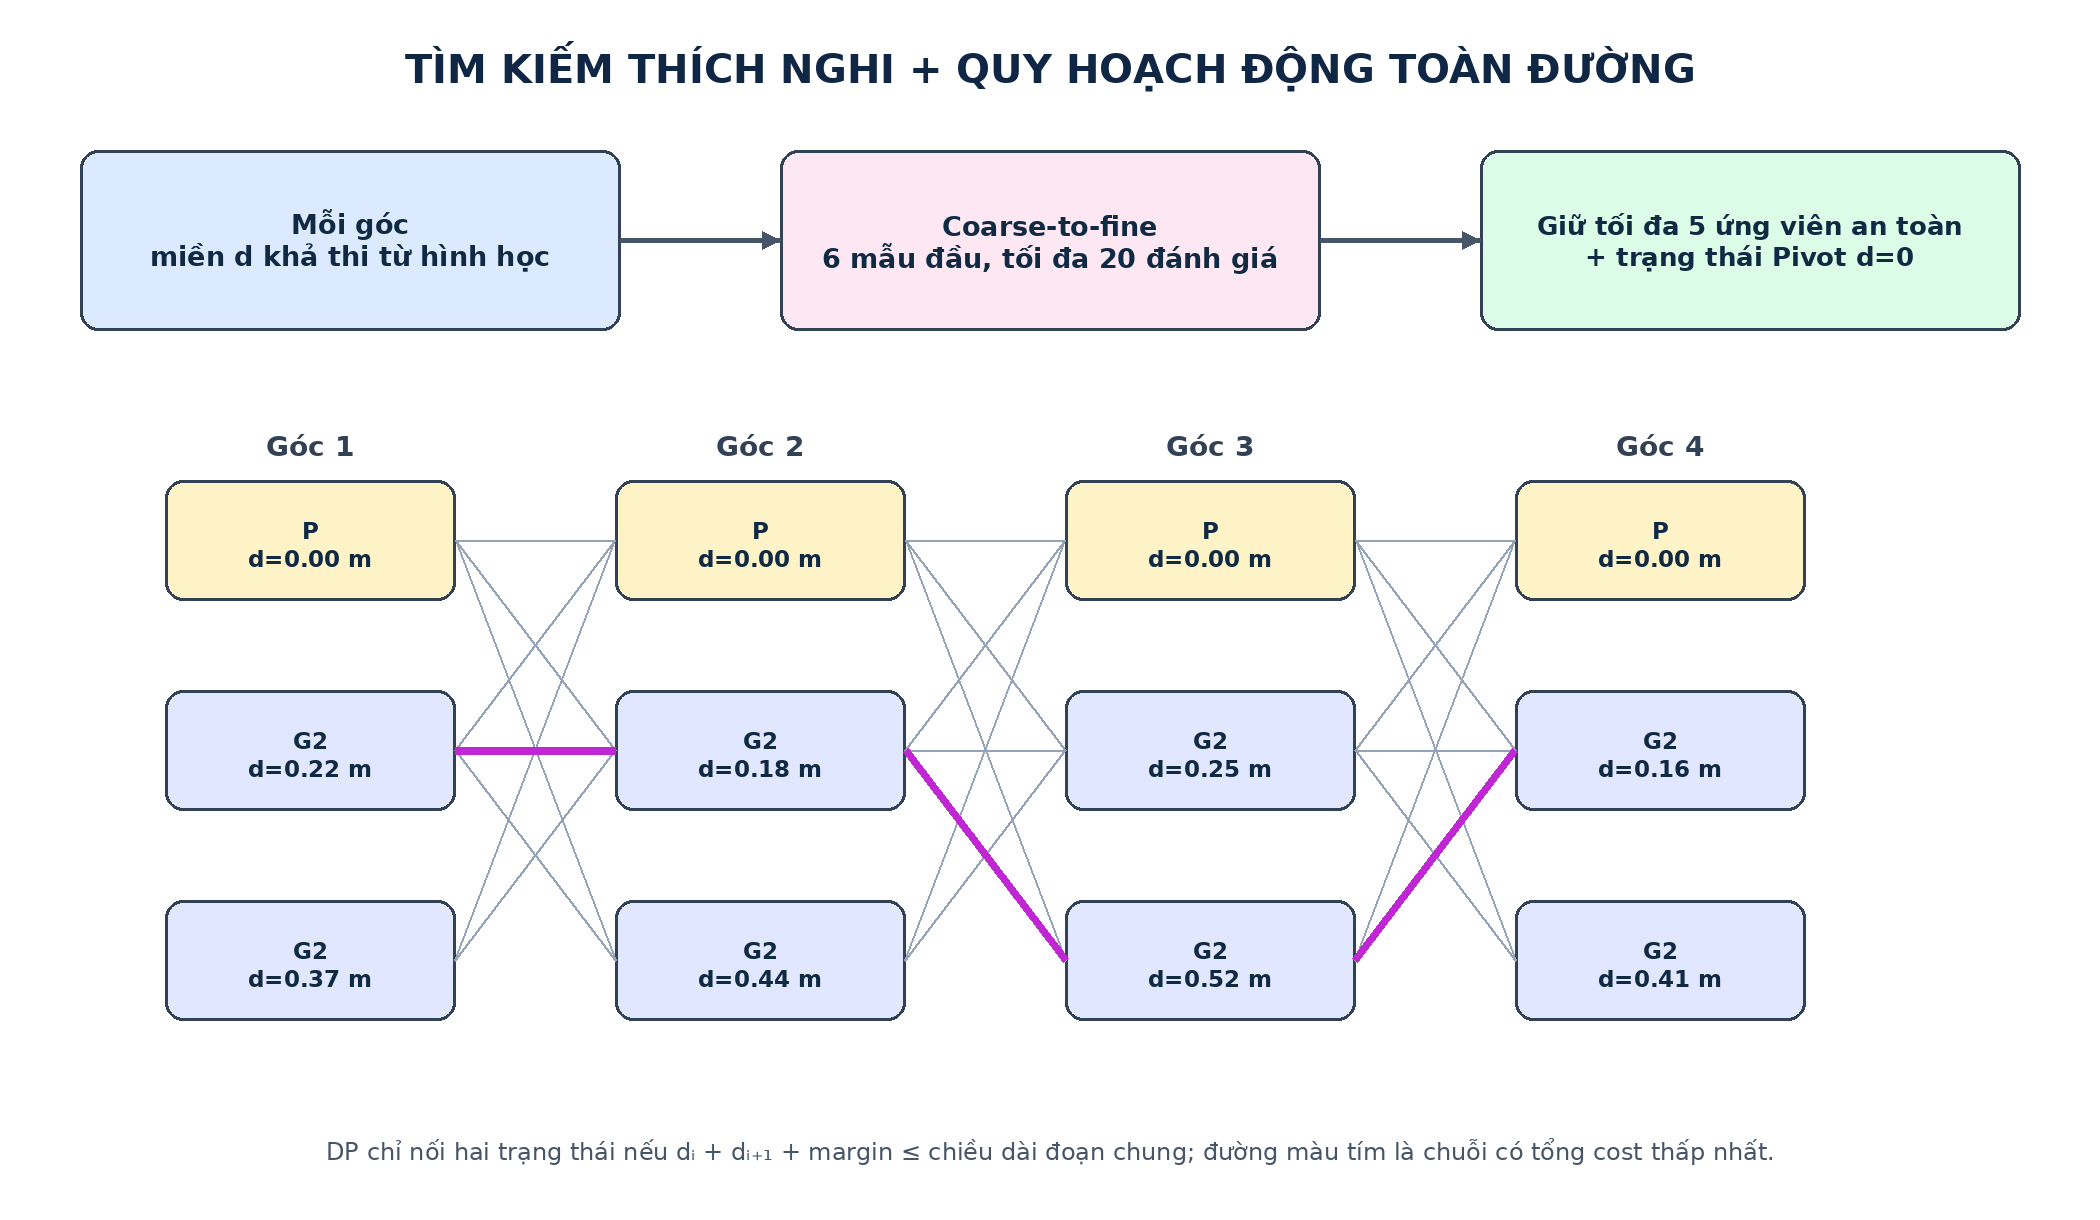 TÌM KIẾM THÍCH NGHI + QUY HOẠCH ĐỘNG TOÀN ĐƯỜNG
Mỗi góc
miền d khả thi từ hình học
Coarse-to-fine
6 mẫu đầu, tối đa 20 đánh giá
Giữ tối đa 5 ứng viên an toàn
+ trạng thái Pivot d=0
Góc 1
Góc 2
Góc 3
Góc 4
P
d=0.00 m
P
d=0.00 m
P
d=0.00 m
P
d=0.00 m
G2
d=0.22 m
G2
d=0.18 m
G2
d=0.25 m
G2
d=0.16 m
G2
d=0.37 m
G2
d=0.44 m
G2
d=0.52 m
G2
d=0.41 m
DP chỉ nối hai trạng thái nếu dᵢ + dᵢ₊₁ + margin ≤ chiều dài đoạn chung; đường màu tím là chuỗi có tổng cost thấp nhất.